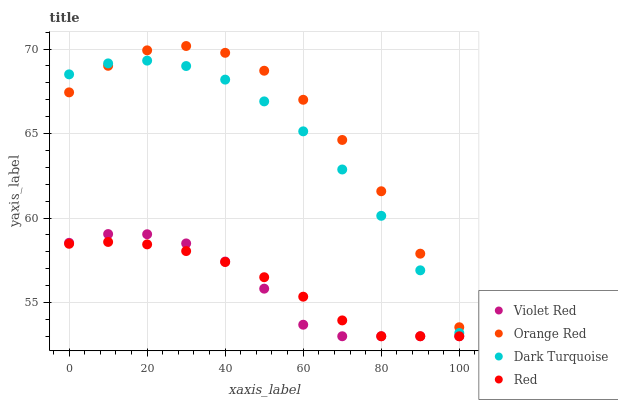 title
yaxis_label
70
65
60
55
0
20
40
60
80
100
xaxis_label
Violet Red
Orange Red
Dark Turquoise
Red